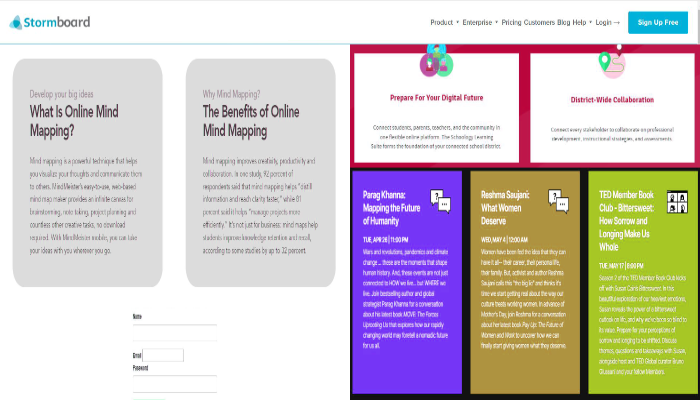 Stormboard
Product Enterprise Pricing Customers Blog Help Login → Sign Up Free
Develop your big ideas
What Is Online Mind
Mapping?
Mind mapping is a powerful technique that helps
you visualize your thoughts and communicate them
to others. MindMeister's easy-to-use, web-based
mind map maker provides an infinite canvas for
brainstorming, note taking, project planning and
countless other creative tasks, no download
required. With MindMeister mobile, you can take
your ideas with you wherever you go.
Why Mind Mapping?
The Benefits of Online
Mind Mapping
Mind mapping improves creativity, productivity and
collaboration. In one study, 92 percent of
respondents said that mind mapping helps "distill
information and reach clarity faster," while 91
percent said it helps "manage projects more
efficiently." It's not just for business: mind maps help
students improve knowledge retention and recall,
according to some studies by up to 32 percent.
Name
Email
Password
Prepare For Your Digital Future
Connect students, parents, teachers, and the community in
one flexible online platform. The Schoology Learning
Suite forms the foundation of your connected school district.
District-Wide Collaboration
Connect every stakeholder to collaborate on professional
development, instructional strategies, and assessments.
Parag Khanna:
Mapping the Future
of Humanity
TUE, APR 26 | 11:00 PM
Wars and revolutions, pandemics and climate
change... these are the moments that shape
human history. And, these events are not just
connected to HOW we live... but WHERE we
live. Join bestselling author and global
strategist Parag Khanna for a conversation
about his latest book MOVE: The Forces
Uprooting Us that explores how our rapidly
changing world may foretell a nomadic future
for us all.
Reshma Saujani:
What Women
Deserve
WED, MAY 4 | 12:00 AM
Women have been fed the idea that they can
have it all— their career, their personal life,
their family. But, activist and author Reshma
Saujani calls this "the big lie" and thinks it's
time we start getting real about the way our
culture treats working women. In advance of
Mother's Day, join Reshma for a conversation
about her latest book Pay Up: The Future of
Women and Work to uncover how we can
finally start giving women what they deserve.
TED Member Book
Club - Bittersweet:
How Sorrow and
Longing Make Us
Whole
TUE, MAY 17 | 8:00 PM
Season 2 of the TED Member Book Club kicks
off with Susan Cain's Bittersweet. In this
beautiful exploration of our heaviest emotions,
Susan reveals the power of a bittersweet
outlook on life, and why we've been so blind to
its value. Prepare for your perceptions of
sorrow and longing to be shifted. Discuss
themes, questions and takeaways with Susan,
alongside host and TED Global curator Bruno
Giussani and your fellow Members.